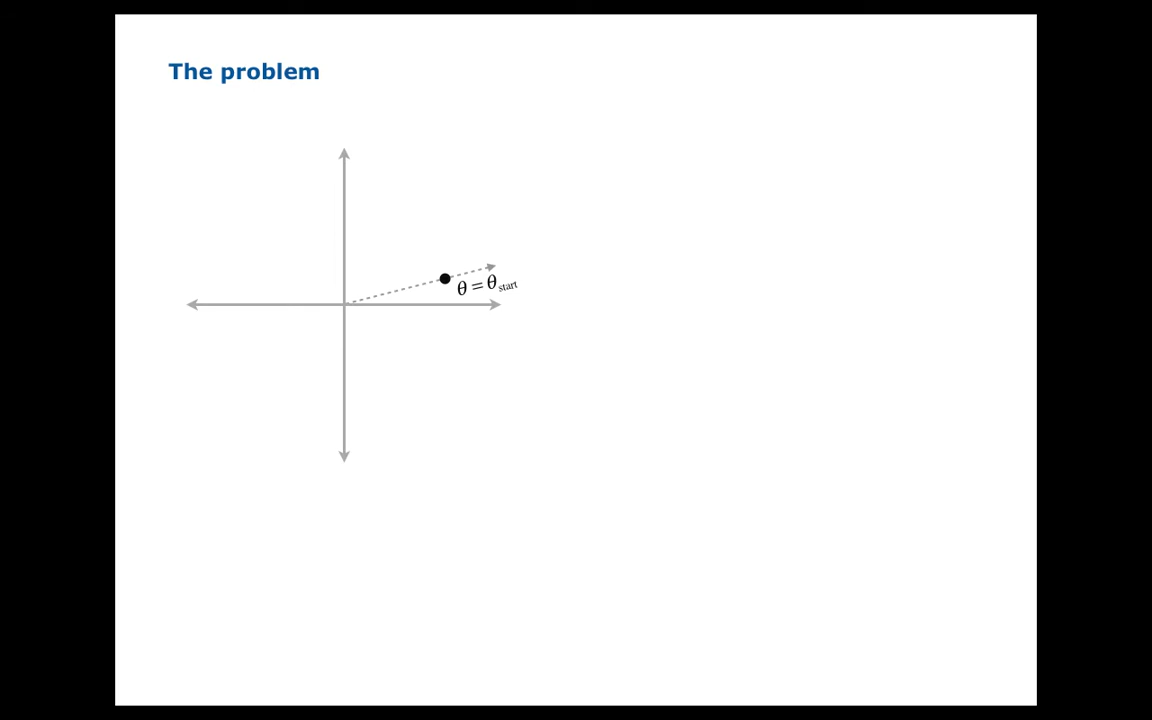 The problem
θ = θstart